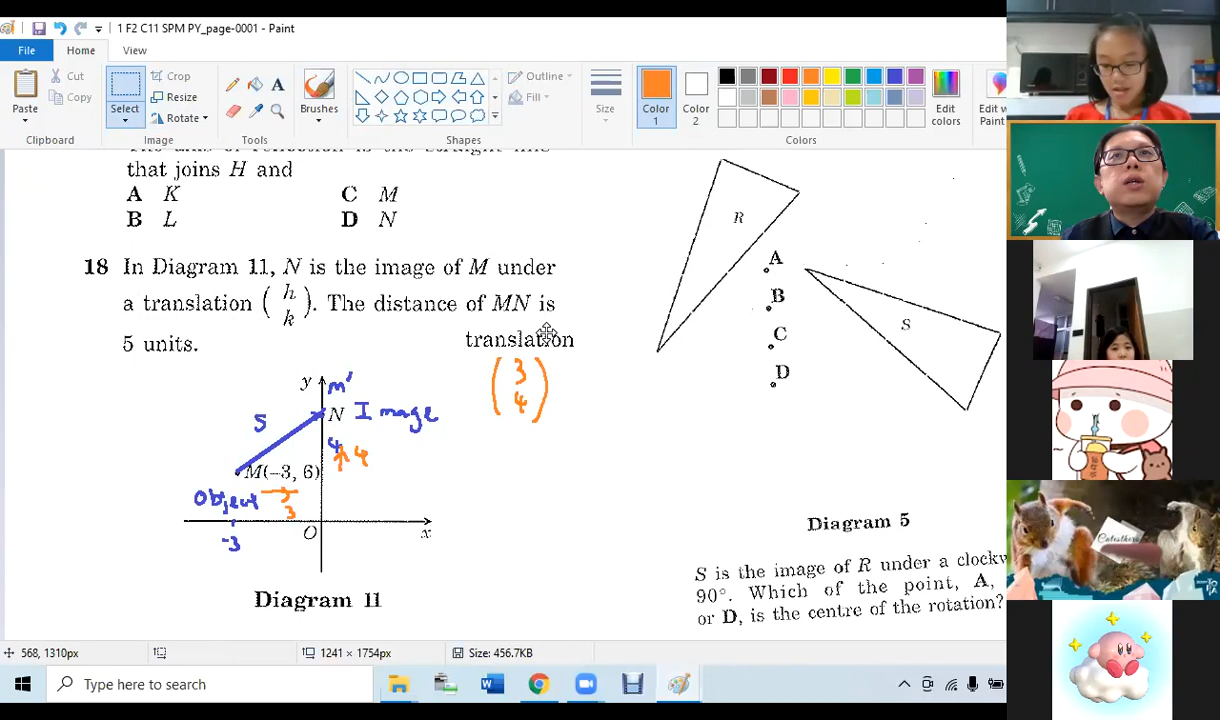 1 F2 C11 SPM PY_page-0001 - Paint
File
Home
View
Paste
Cut
Copy
Clipboard
Select
Crop
Resize
Rotate
Image
Tools
Brushes
Outline
Fill
Shapes
Size
Color 1
Color 2
Edit colors
Colors
that joins H and
A K
C M
B L
D N
18 In Diagram 11, N is the image of M under
a translation (h k). The distance of MN is
5 units.
translation
(3 4)
y
m'
N
Image
5
4
4
M(-3, 6)
Object
3
O
x
-3
Diagram 11
R
A
B
C
D
S
Diagram 5
S is the image of R under a clockw
90°. Which of the point, A,
or D, is the centre of the rotation?
568, 1310px
1241 × 1754px
Size: 456.7KB
Type here to search